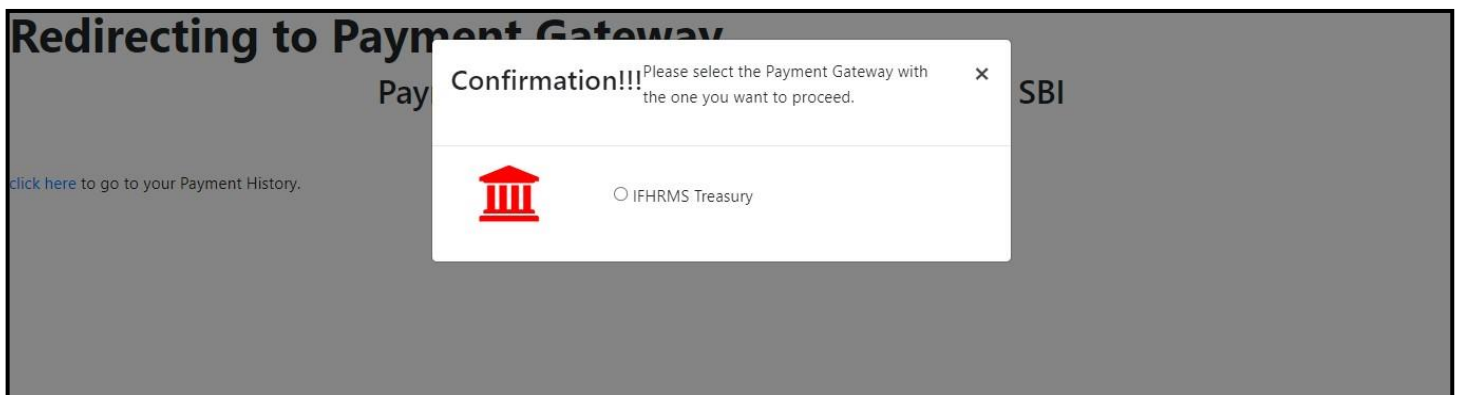 Redirecting to Payment Gateway
Confirmation!!!
Please select the Payment Gateway with
the one you want to proceed.
×
Pay
SBI
click here to go to your Payment History.
IFHRMS Treasury